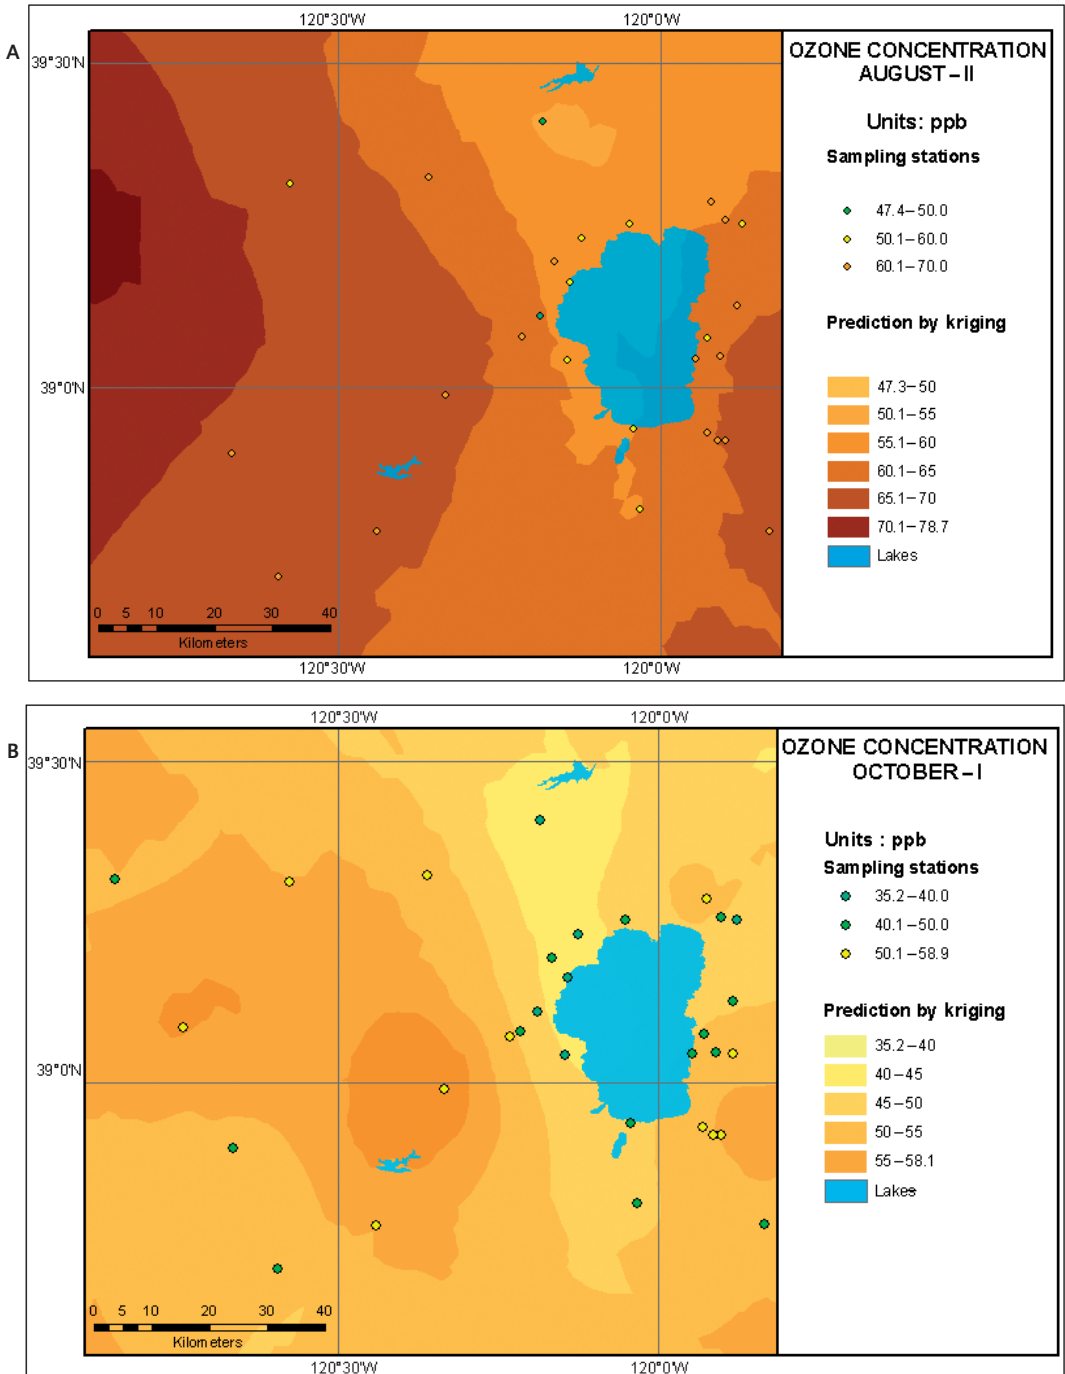 A
120°30'W 120°0'W
39°30'N
39°0'N
0 5 10 20 30 40
Kilometers
120°30'W 120°0'W
OZONE CONCENTRATION
AUGUST–II
Units: ppb
Sampling stations
47.4–50.0
50.1–60.0
60.1–70.0
Prediction by kriging
47.3–50
50.1–55
55.1–60
60.1–65
65.1–70
70.1–78.7
Lakes
B
120°30'W 120°0'W
39°30'N
39°0'N
0 5 10 20 30 40
Kilometers
120°30'W 120°0'W
OZONE CONCENTRATION
OCTOBER–I
Units : ppb
Sampling stations
35.2–40.0
40.1–50.0
50.1–58.9
Prediction by kriging
35.2–40
40–45
45–50
50–55
55–58.1
Lakes